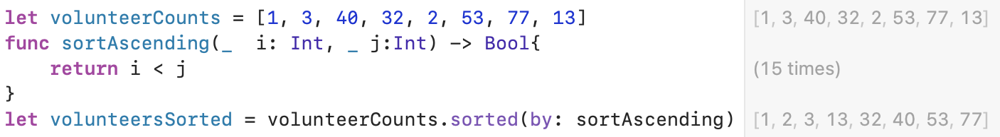 let volunteerCounts = [1, 3, 40, 32, 2, 53, 77, 13] [1, 3, 40, 32, 2, 53, 77, 13]
func sortAscending(_  i: Int, _ j:Int) -> Bool{
    return i < j (15 times)
}
let volunteersSorted = volunteerCounts.sorted(by: sortAscending) [1, 2, 3, 13, 32, 40, 53, 77]